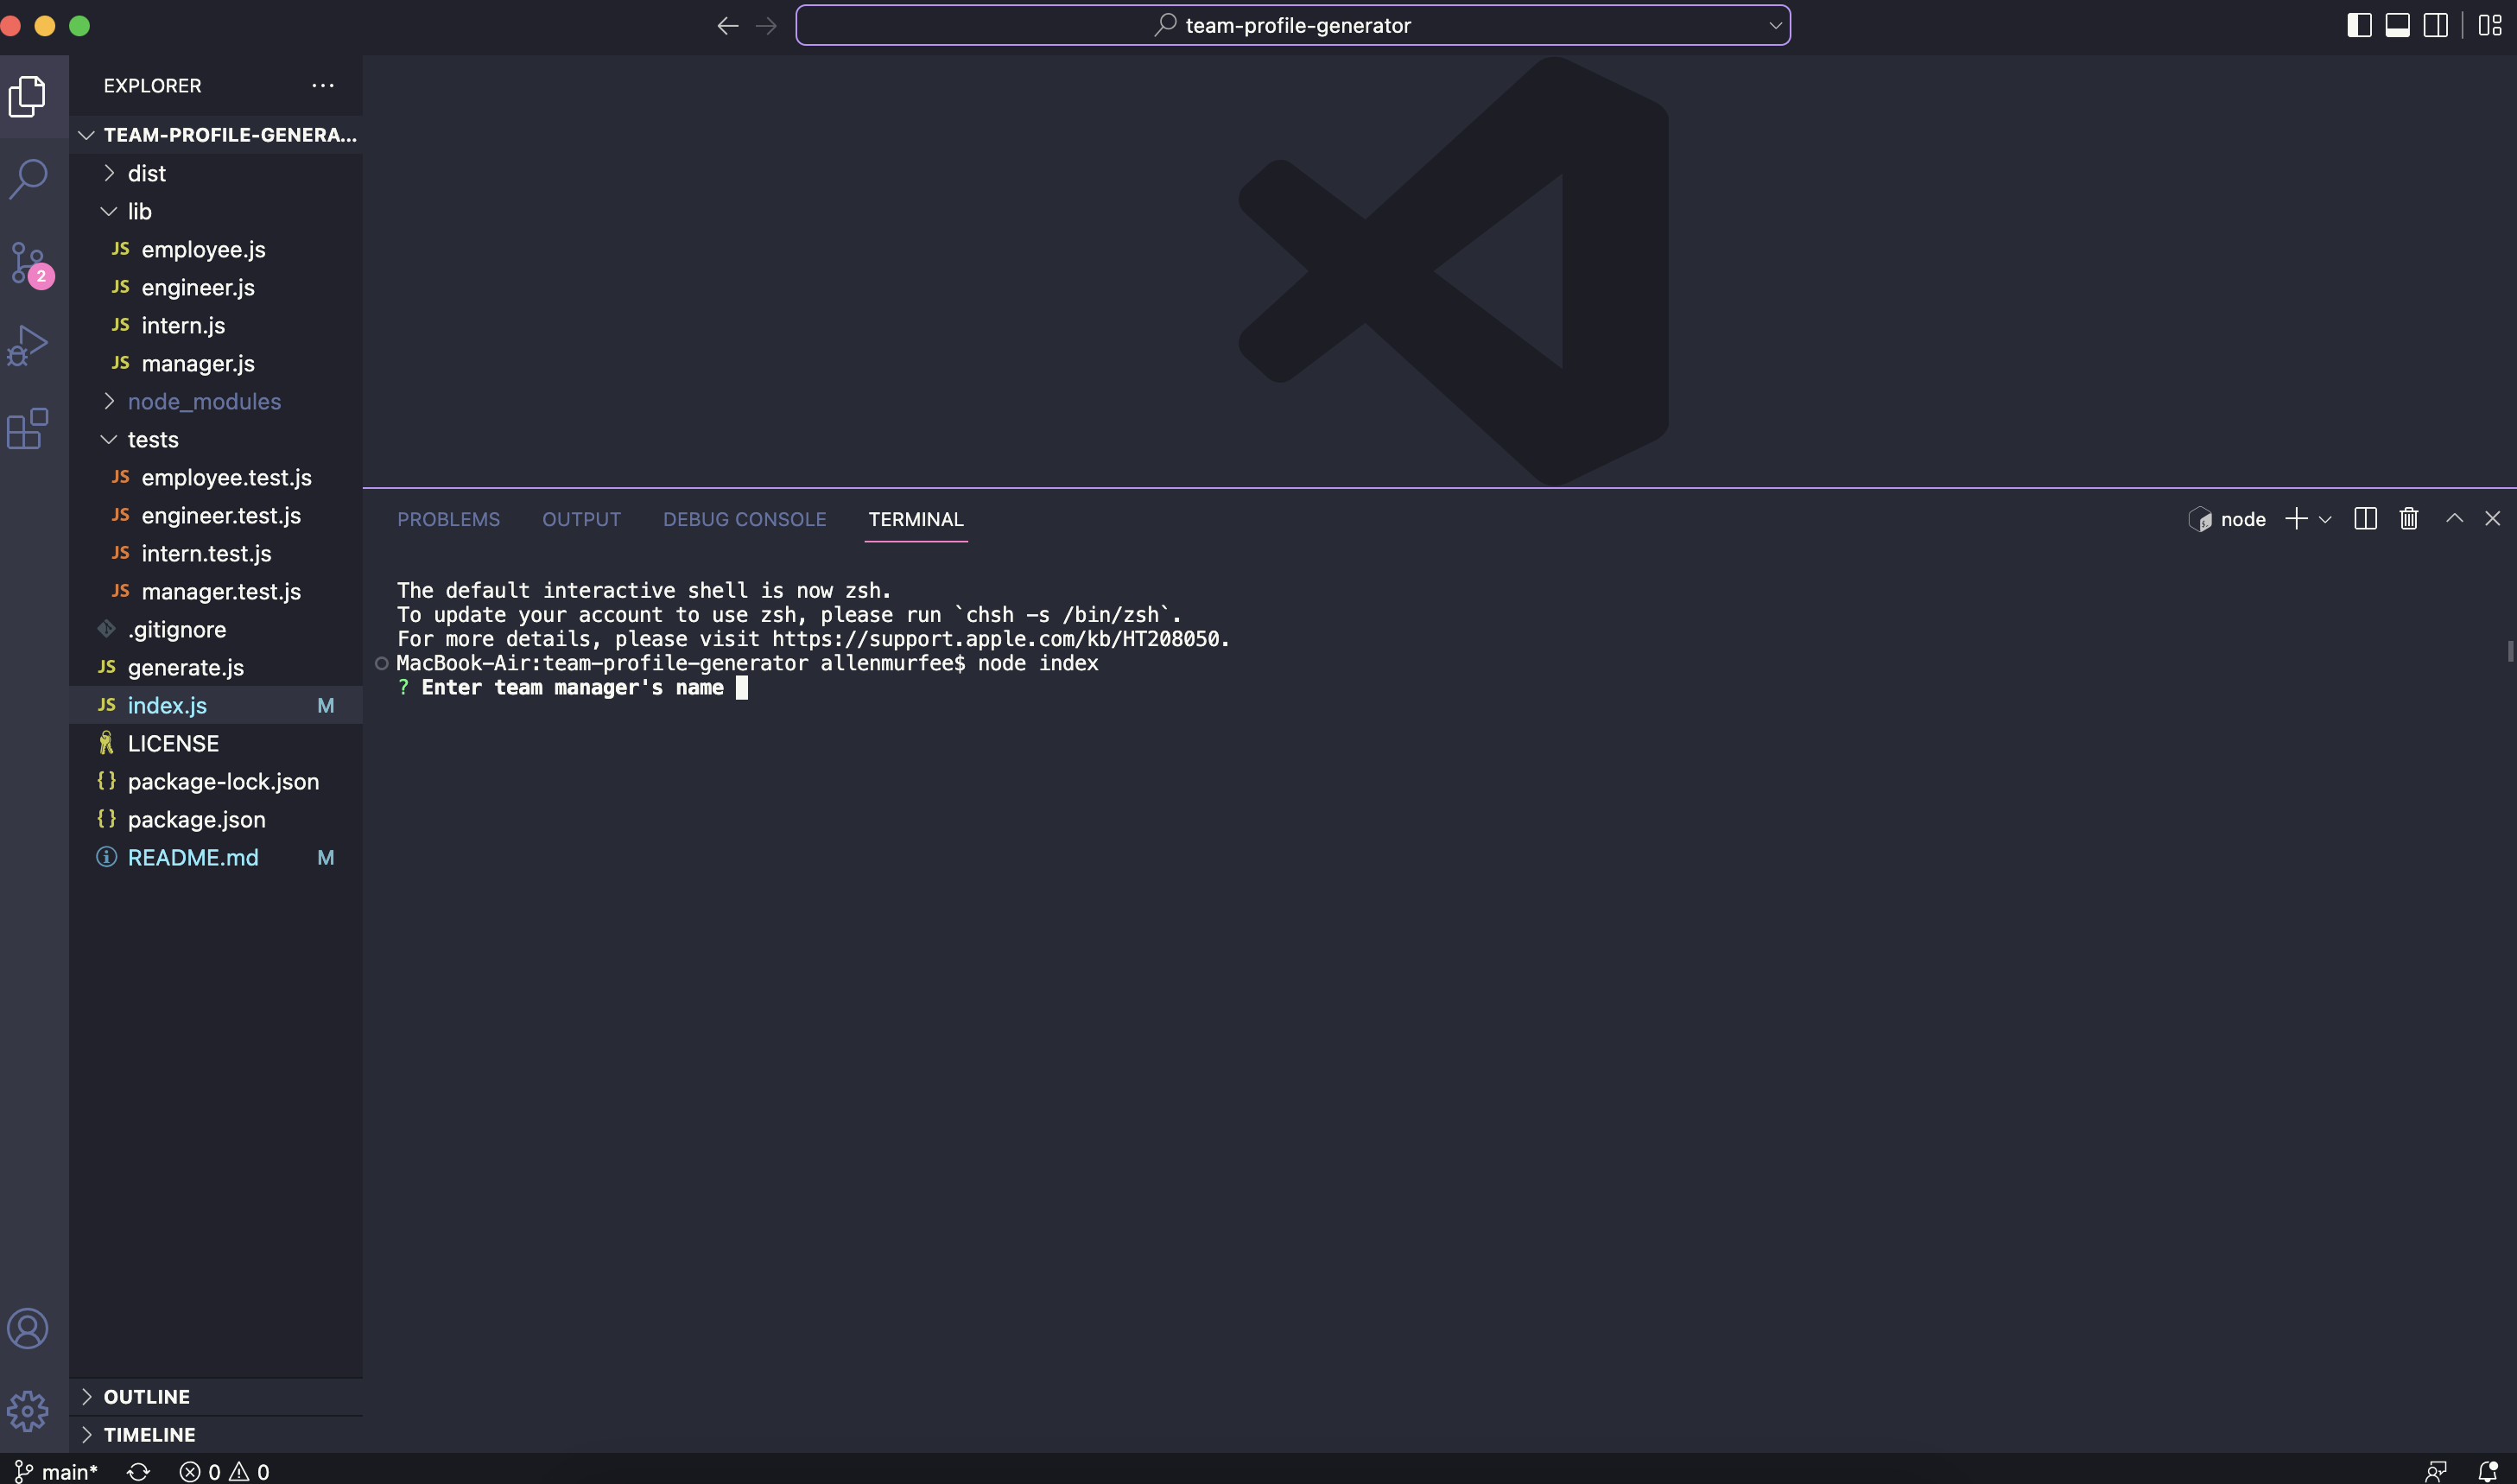 team-profile-generator
EXPLORER
TEAM-PROFILE-GENERA...
dist
lib
JS employee.js
JS engineer.js
JS intern.js
JS manager.js
node_modules
tests
JS employee.test.js
JS engineer.test.js
JS intern.test.js
JS manager.test.js
.gitignore
JS generate.js
JS index.js M
LICENSE
{} package-lock.json
{} package.json
README.md M
OUTLINE
TIMELINE
2
PROBLEMS OUTPUT DEBUG CONSOLE TERMINAL
node
The default interactive shell is now zsh.
To update your account to use zsh, please run `chsh -s /bin/zsh`.
For more details, please visit https://support.apple.com/kb/HT208050.
MacBook-Air:team-profile-generator allenmurfee$ node index
? Enter team manager's name
main* 0 0